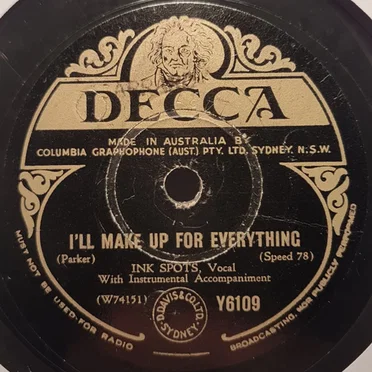 DECCA
MADE IN AUSTRALIA BY
COLUMBIA GRAPHOPHONE (AUST.) PTY. LTD. SYDNEY. N.S.W.
I'LL MAKE UP FOR EVERYTHING
(Parker) (Speed 78)
INK SPOTS, Vocal
With Instrumental Accompaniment
(W74151) Y6109
D.DAVIS & CO. LTD.
SYDNEY.
MUST NOT BE USED FOR RADIO
BROADCASTING, NOR PUBLICLY PERFORMED